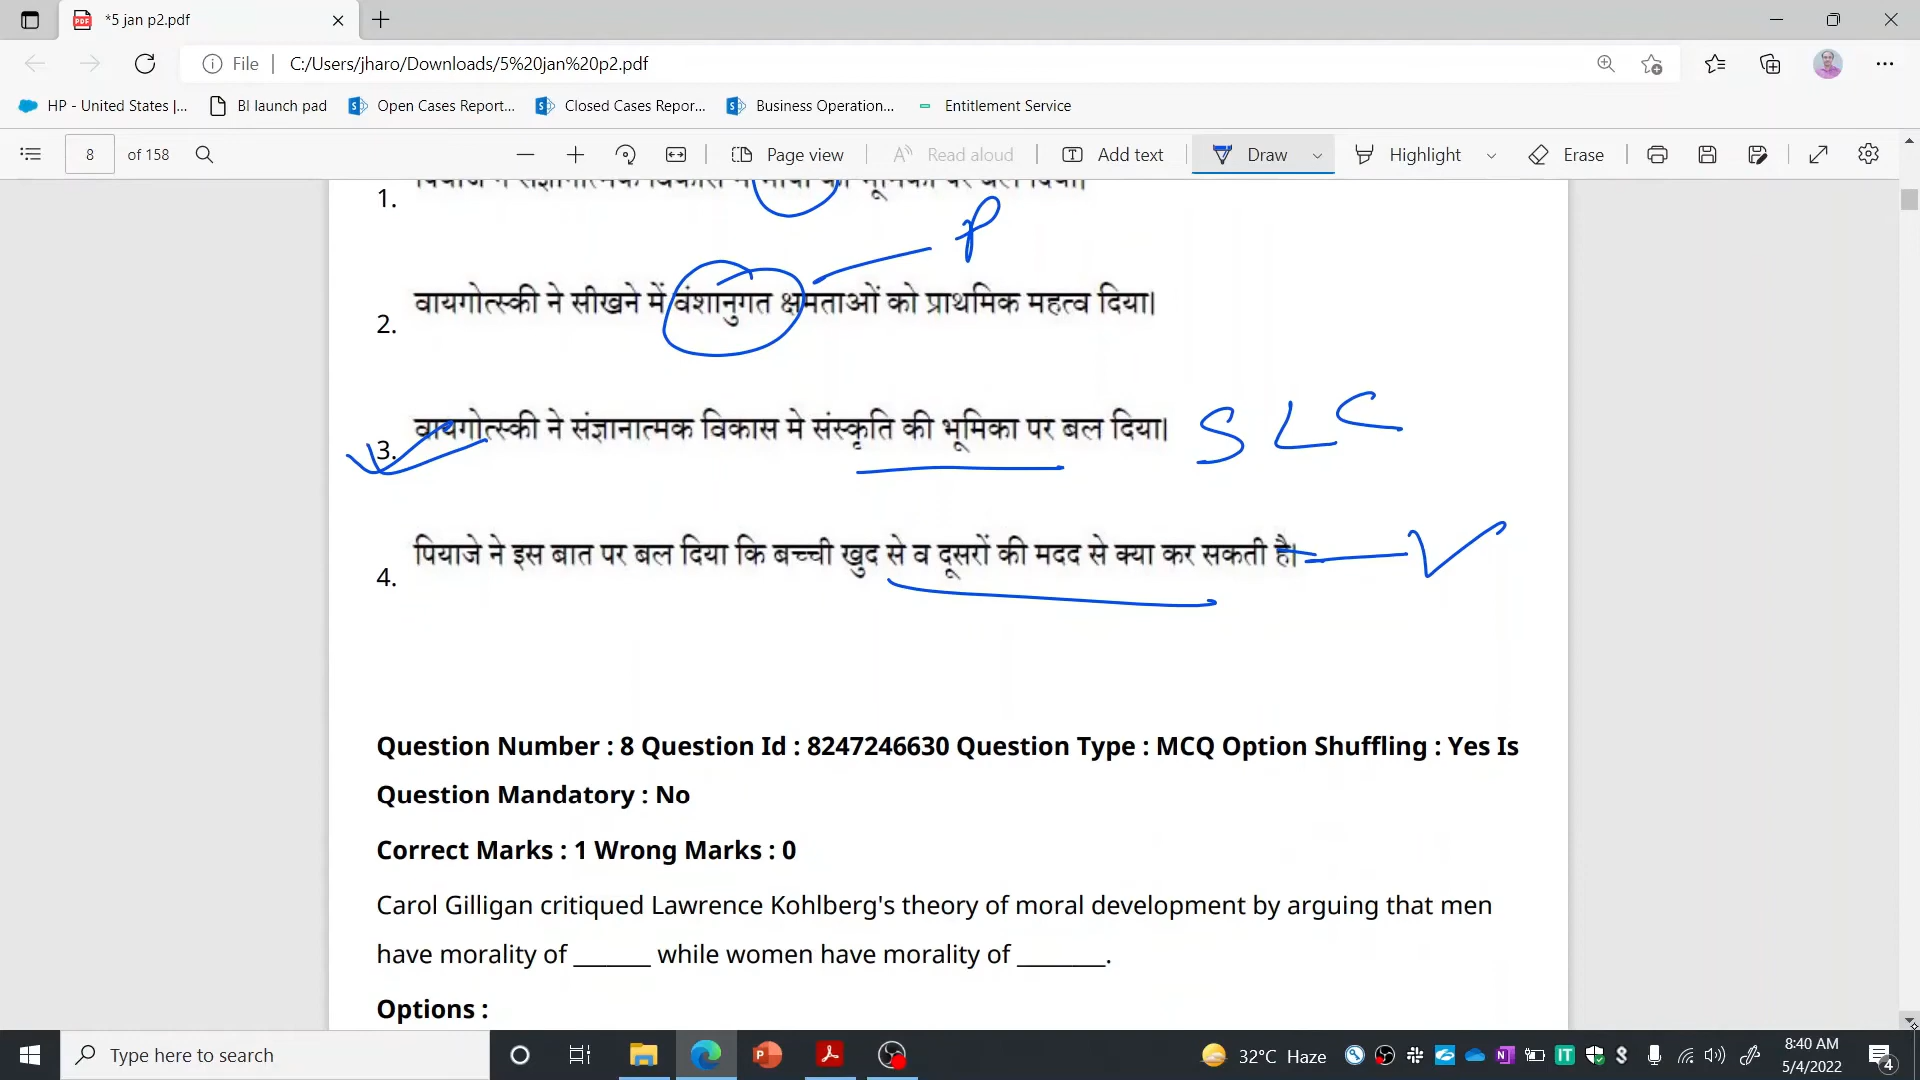 *5 jan p2.pdf
File C:/Users/jharo/Downloads/5%20jan%20p2.pdf
HP - United States |... BI launch pad Open Cases Report... Closed Cases Repor... Business Operation... Entitlement Service
8 of 158 Page view Read aloud Add text Draw Highlight Erase
1.
P
2. वायगोत्स्की ने सीखने में वंशानुगत क्षमताओं को प्राथमिक महत्व दिया।
3. वायगोत्स्की ने संज्ञानात्मक विकास मे संस्कृति की भूमिका पर बल दिया। S L C
4. पियाजे ने इस बात पर बल दिया कि बच्ची खुद से व दूसरों की मदद से क्या कर सकती है। V
Question Number : 8 Question Id : 8247246630 Question Type : MCQ Option Shuffling : Yes Is
Question Mandatory : No
Correct Marks : 1 Wrong Marks : 0
Carol Gilligan critiqued Lawrence Kohlberg's theory of moral development by arguing that men
have morality of _______ while women have morality of ________.
Options :
Type here to search 32°C Haze 8:40 AM
5/4/2022 4